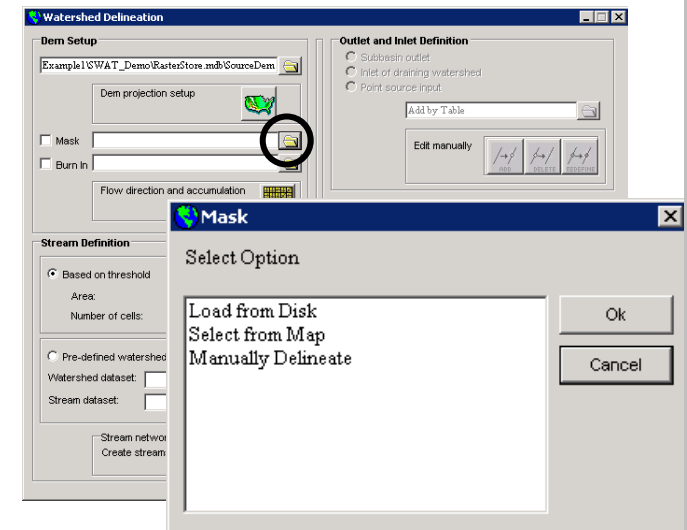 Watershed Delineation
Dem Setup
Example1\SWAT_Demo\RasterStore.mdb\SourceDem
Dem projection setup
Mask
Burn In
Flow direction and accumulation
Outlet and Inlet Definition
Subbasin outlet
Inlet of draining watershed
Point source input
Add by Table
Edit manually
ADD
DELETE
REDEFINE
Stream Definition
Based on threshold
Area:
Number of cells:
Pre-defined watershed
Watershed dataset:
Stream dataset:
Stream networ
Create stream
Mask
Select Option
Load from Disk
Select from Map
Manually Delineate
Ok
Cancel